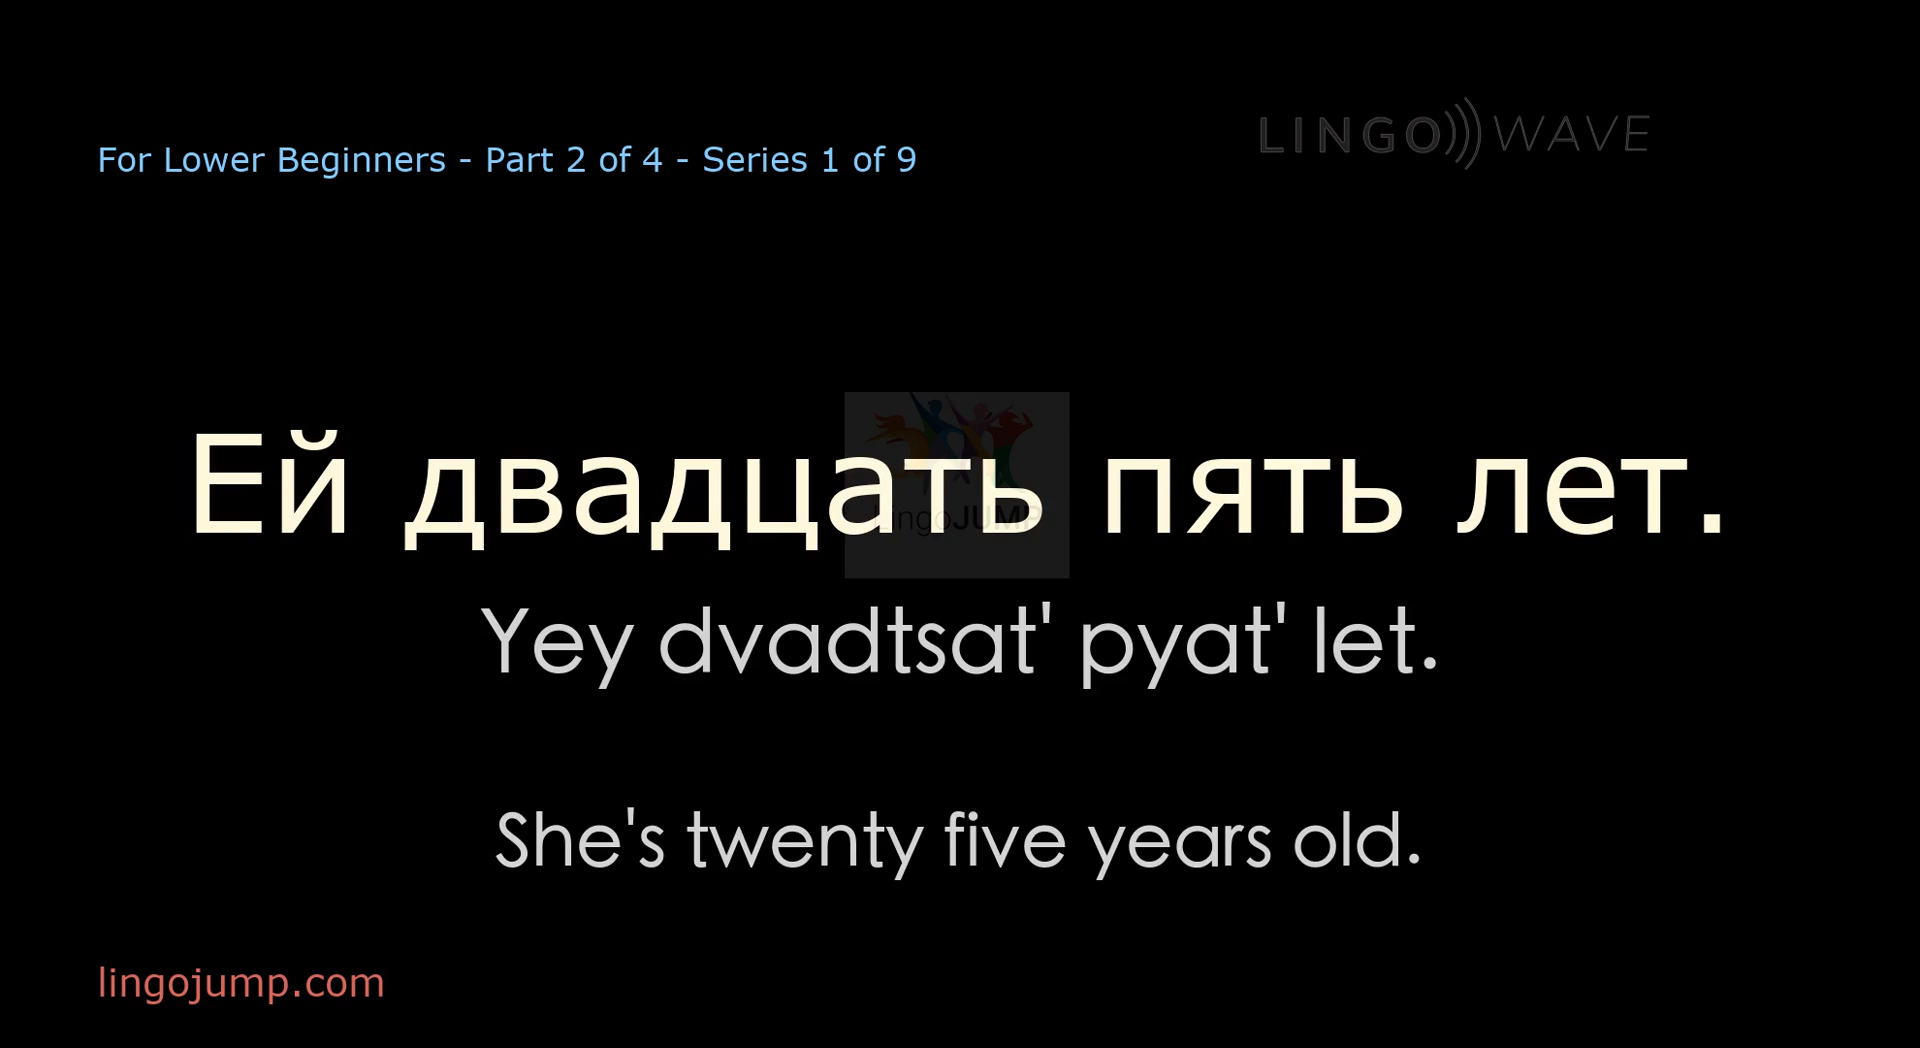 For Lower Beginners - Part 2 of 4 - Series 1 of 9
LINGO WAVE
Ей двадцать пять лет.
LingoJUMP
Yey dvadtsat' pyat' let.
She's twenty five years old.
lingojump.com